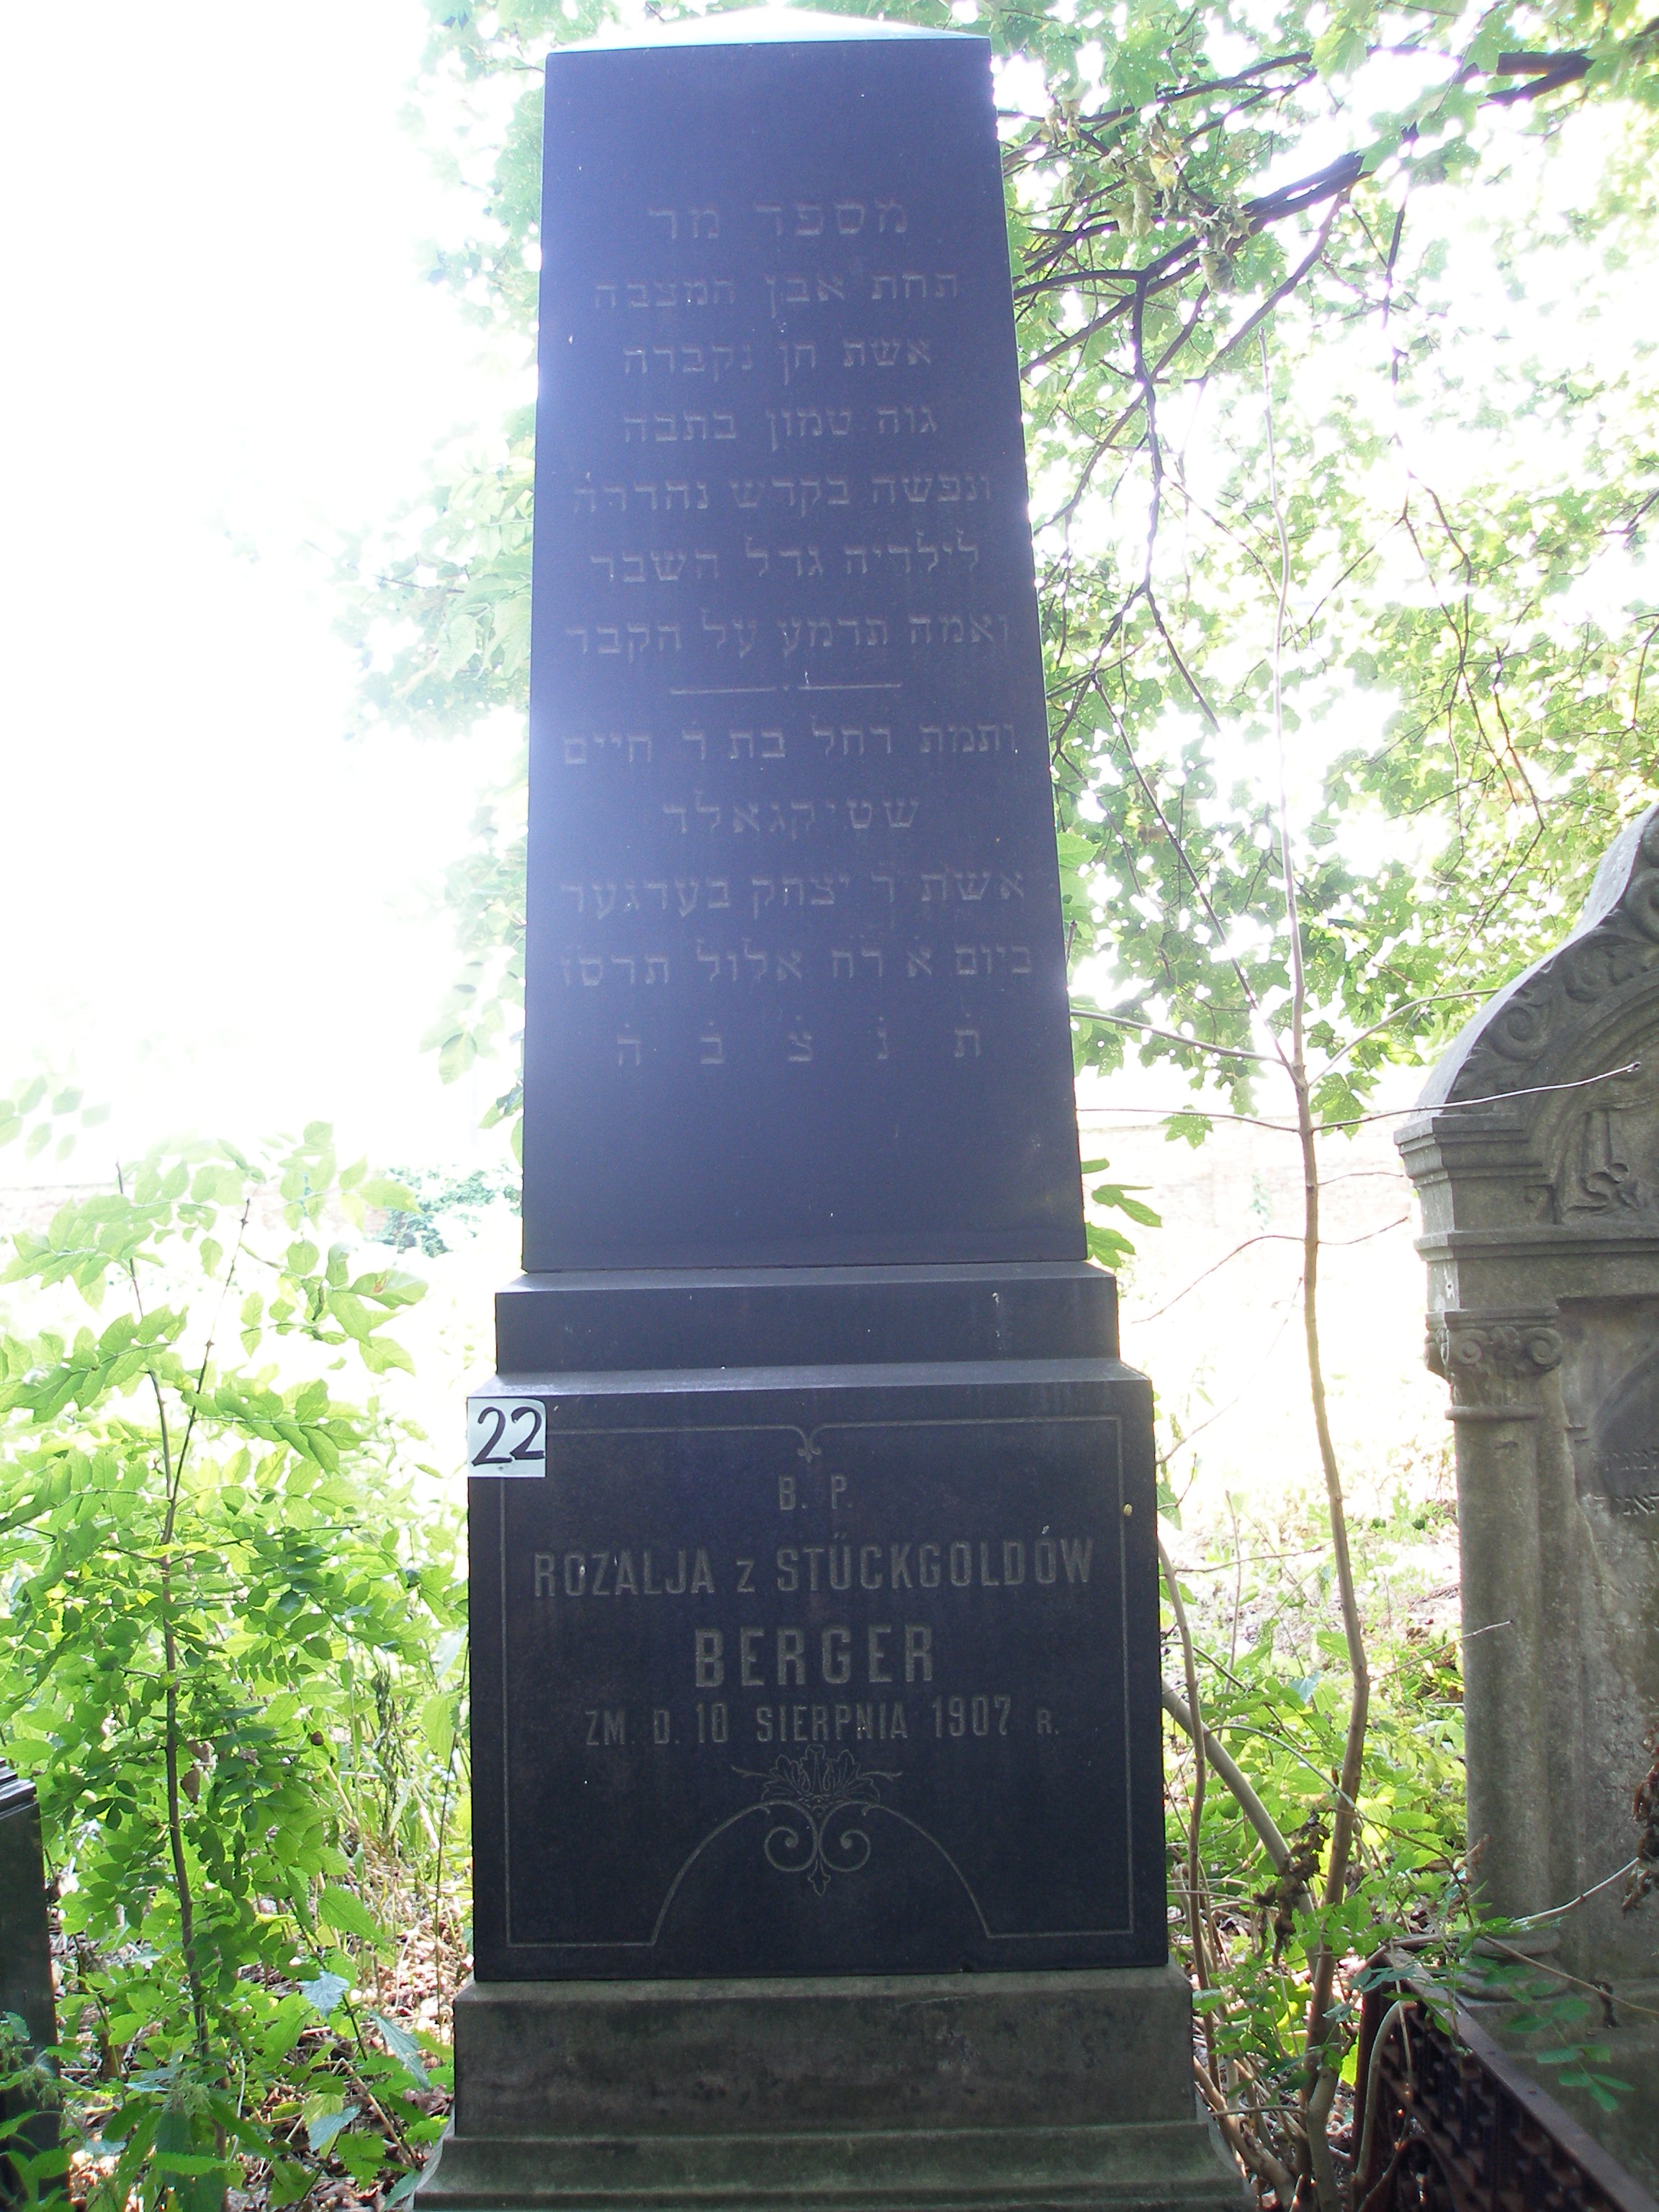 מספד מר
תחת אבן המצבה
אשת חן נקברה
גוה טמון בתבה
ונפשה בקדש נהדרה
לילדיה גדל השבר
ואמה תדמע על הקבר
ותמת רחל בת ר׳ חיים
שטיקגאלד
אשת ר׳ יצחק בערגער
ביום א׳ ר״ח אלול תרס״ז
ת׳ נ׳ צ׳ ב׳ ה׳
22
B. P.
ROZALJA z STÜCKGOLDÓW
BERGER
ZM. D. 10 SIERPNIA 1907 R.